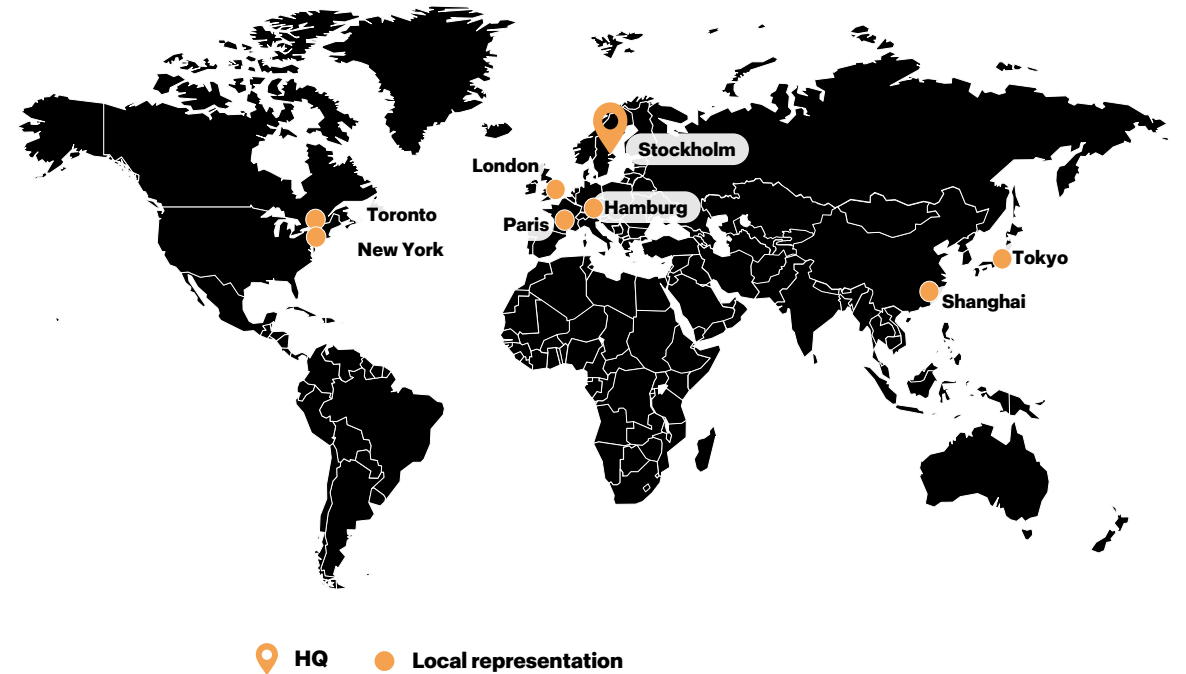 Stockholm
London
Hamburg
Toronto
Paris
New York
Tokyo
Shanghai
HQ
Local representation